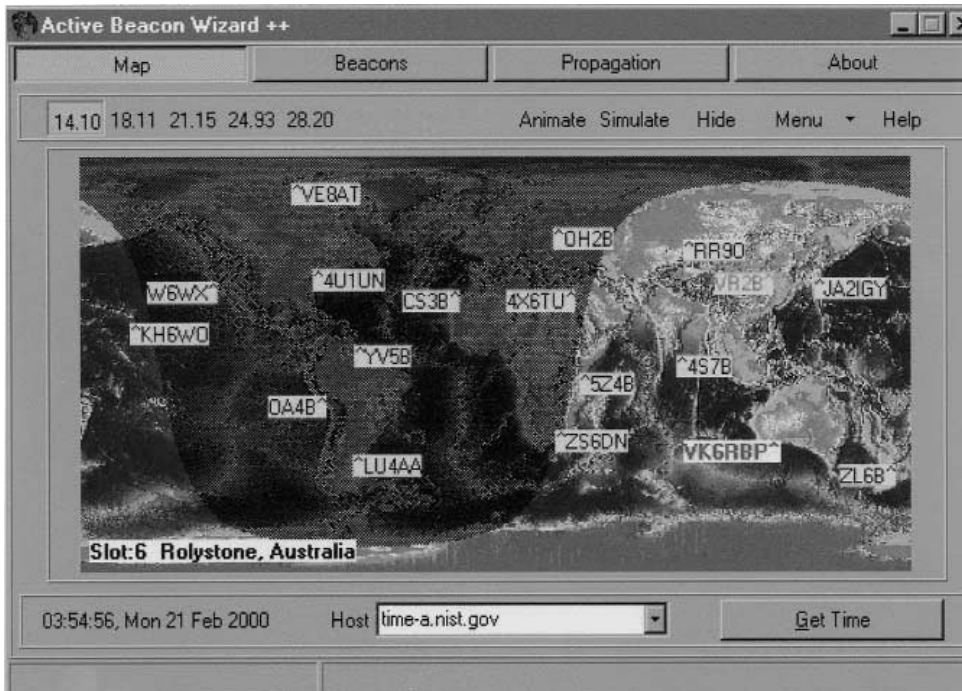 Active Beacon Wizard ++
Map Beacons Propagation About
14.10 18.11 21.15 24.93 28.20 Animate Simulate Hide Menu Help
^VE8AT
^OH2B
^RR9O
^4U1UN
VR2B^
W6WX^
CS3B^
4X6TU^
^JA2IGY
^KH6WO
^YV5B
^4S7B
^5Z4B
OA4B^
^ZS6DN
VK6RBP^
^LU4AA
ZL6B^
Slot:6 Rolystone, Australia
03:54:56, Mon 21 Feb 2000 Host time-a.nist.gov Get Time